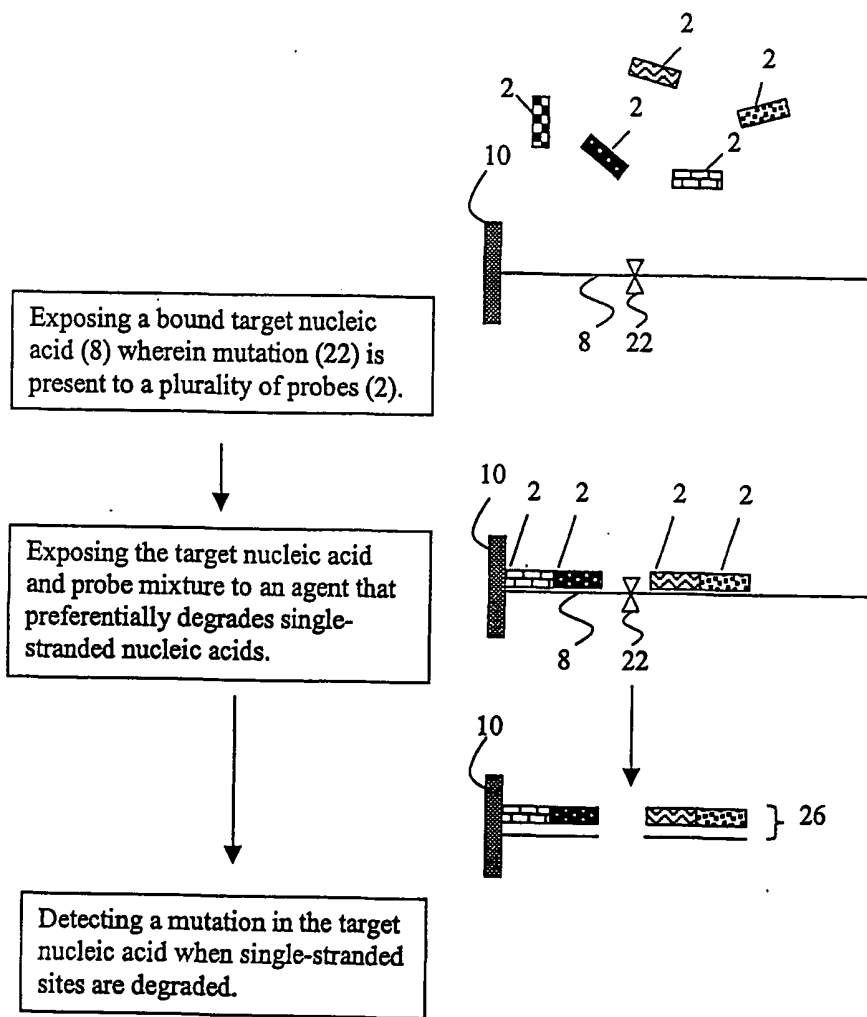 2
2
2
2
2
10
8 22
Exposing a bound target nucleic
acid (8) wherein mutation (22) is
present to a plurality of probes (2).
10 2 2 2 2
8 22
Exposing the target nucleic acid
and probe mixture to an agent that
preferentially degrades single-
stranded nucleic acids.
10
26
Detecting a mutation in the target
nucleic acid when single-stranded
sites are degraded.